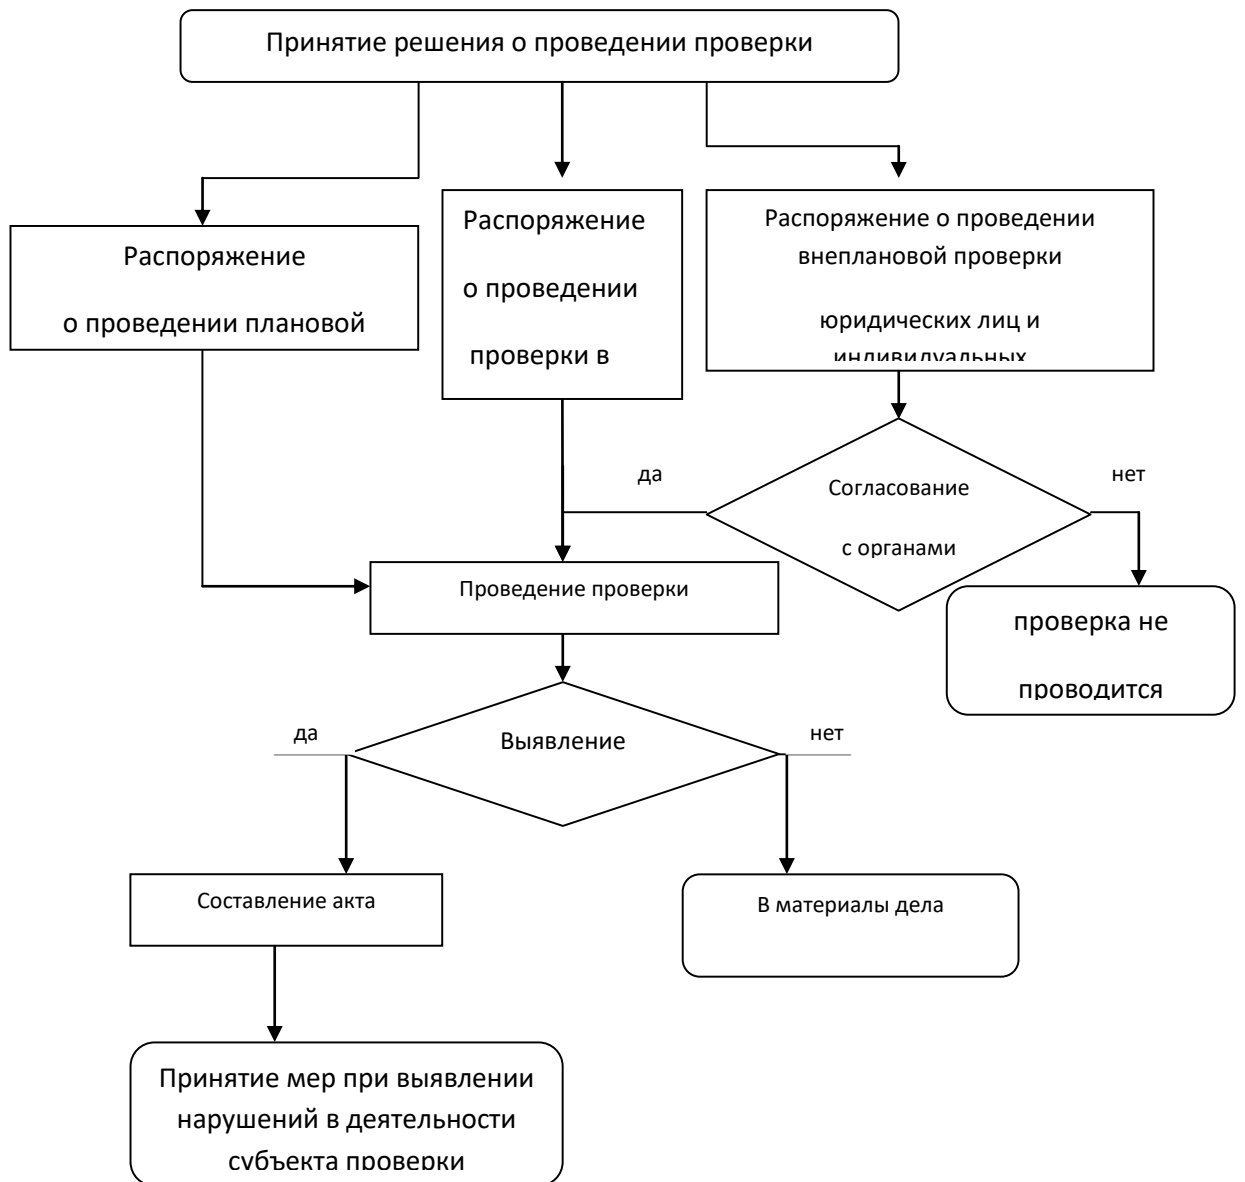 Принятие решения о проведении проверки
Распоряжение
о проведении плановой
Распоряжение
о проведении
проверки в
Распоряжение о проведении
внеплановой проверки
юридических лиц и
индивидуальных
да
нет
Согласование
с органами
Проведение проверки
проверка не
проводится
да
нет
Выявление
Составление акта
В материалы дела
Принятие мер при выявлении
нарушений в деятельности
субъекта проверки